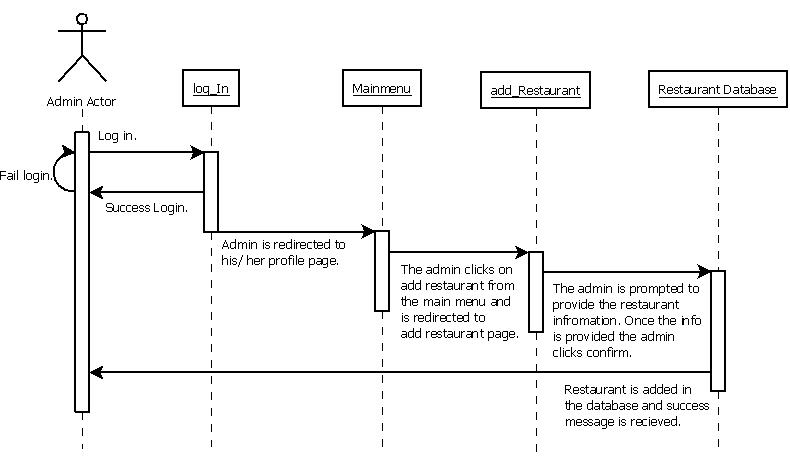 log_In
Mainmenu
add_Restaurant
Restaurant Database
Admin Actor
Log in.
Fail login.
Success Login.
Admin is redirected to
his/ her profile page.
The admin clicks on
add restaurant from
the main menu and
is redirected to
add restaurant page.
The admin is prompted to
provide the restaurant
infromation. Once the info
is provided the admin
clicks confirm.
Restaurant is added in
the database and success
message is recieved.